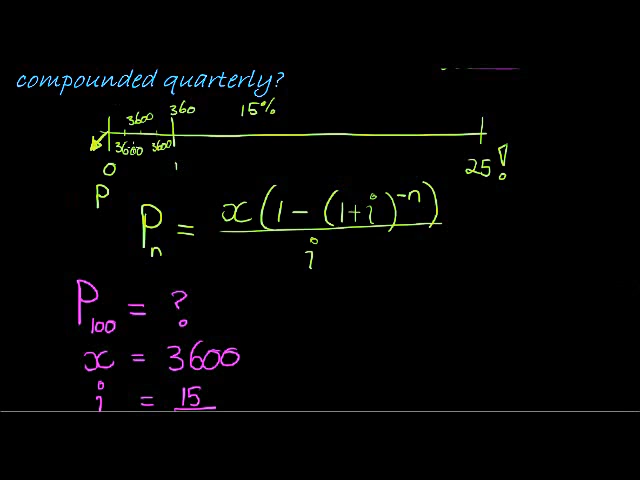 compounded quarterly?
3600 360 15%
3600 3600
0 1 25!
P
Pn = x(1 - (1+i)^-n) / i
P100 = ?
x = 3600
i = 15